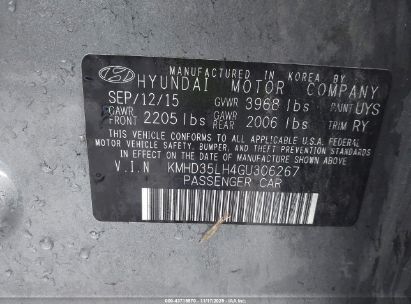 MANUFACTURED IN KOREA BY
HYUNDAI MOTOR COMPANY
SEP/12/15 GVWR 3968 lbs PAINT UYS
GAWR FRONT 2205 lbs GAWR REAR 2006 lbs TRIM RY
THIS VEHICLE CONFORMS TO ALL APPLICABLE U.S.A. FEDERAL
MOTOR VEHICLE SAFETY, BUMPER, AND THEFT PREVENTION STANDARDS
IN EFFECT ON THE DATE OF MANUFACTURE SHOWN ABOVE.
V.I.N KMHD35LH4GU306267
PASSENGER CAR